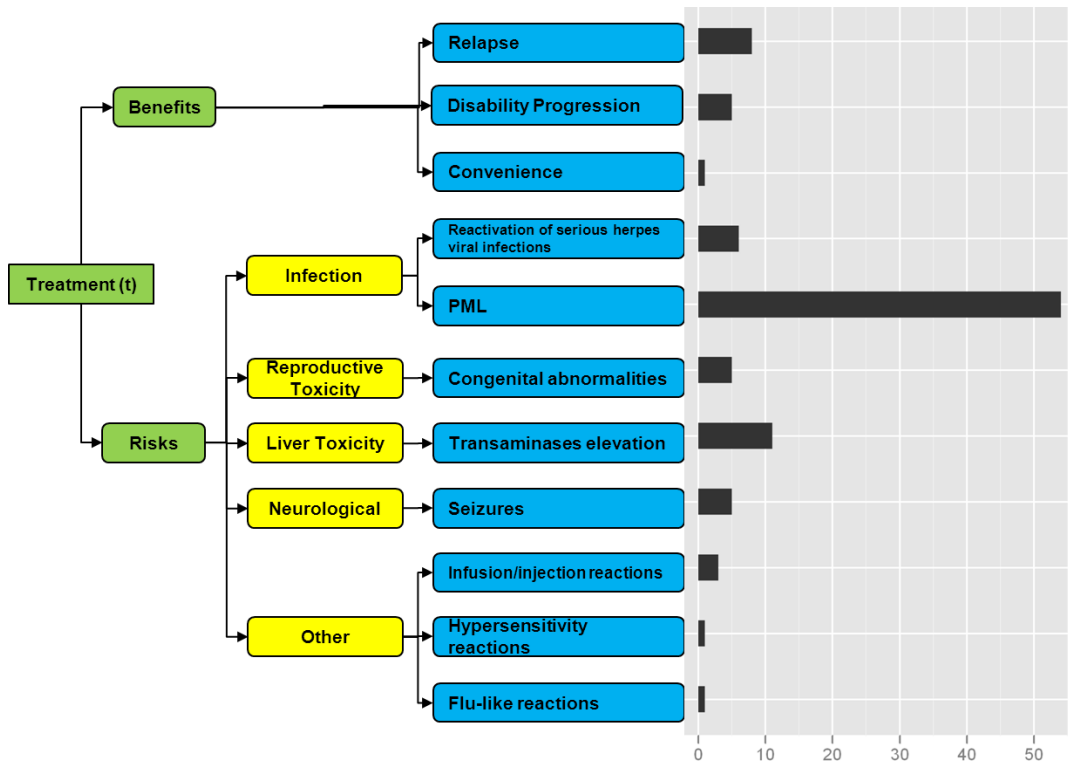 Relapse
Benefits
Disability Progression
Convenience
Reactivation of serious herpes
viral infections
Treatment (t)
Infection
PML
Reproductive
Toxicity
Congenital abnormalities
Risks
Liver Toxicity
Transaminases elevation
Neurological
Seizures
Infusion/injection reactions
Other
Hypersensitivity
reactions
Flu-like reactions
0 10 20 30 40 50